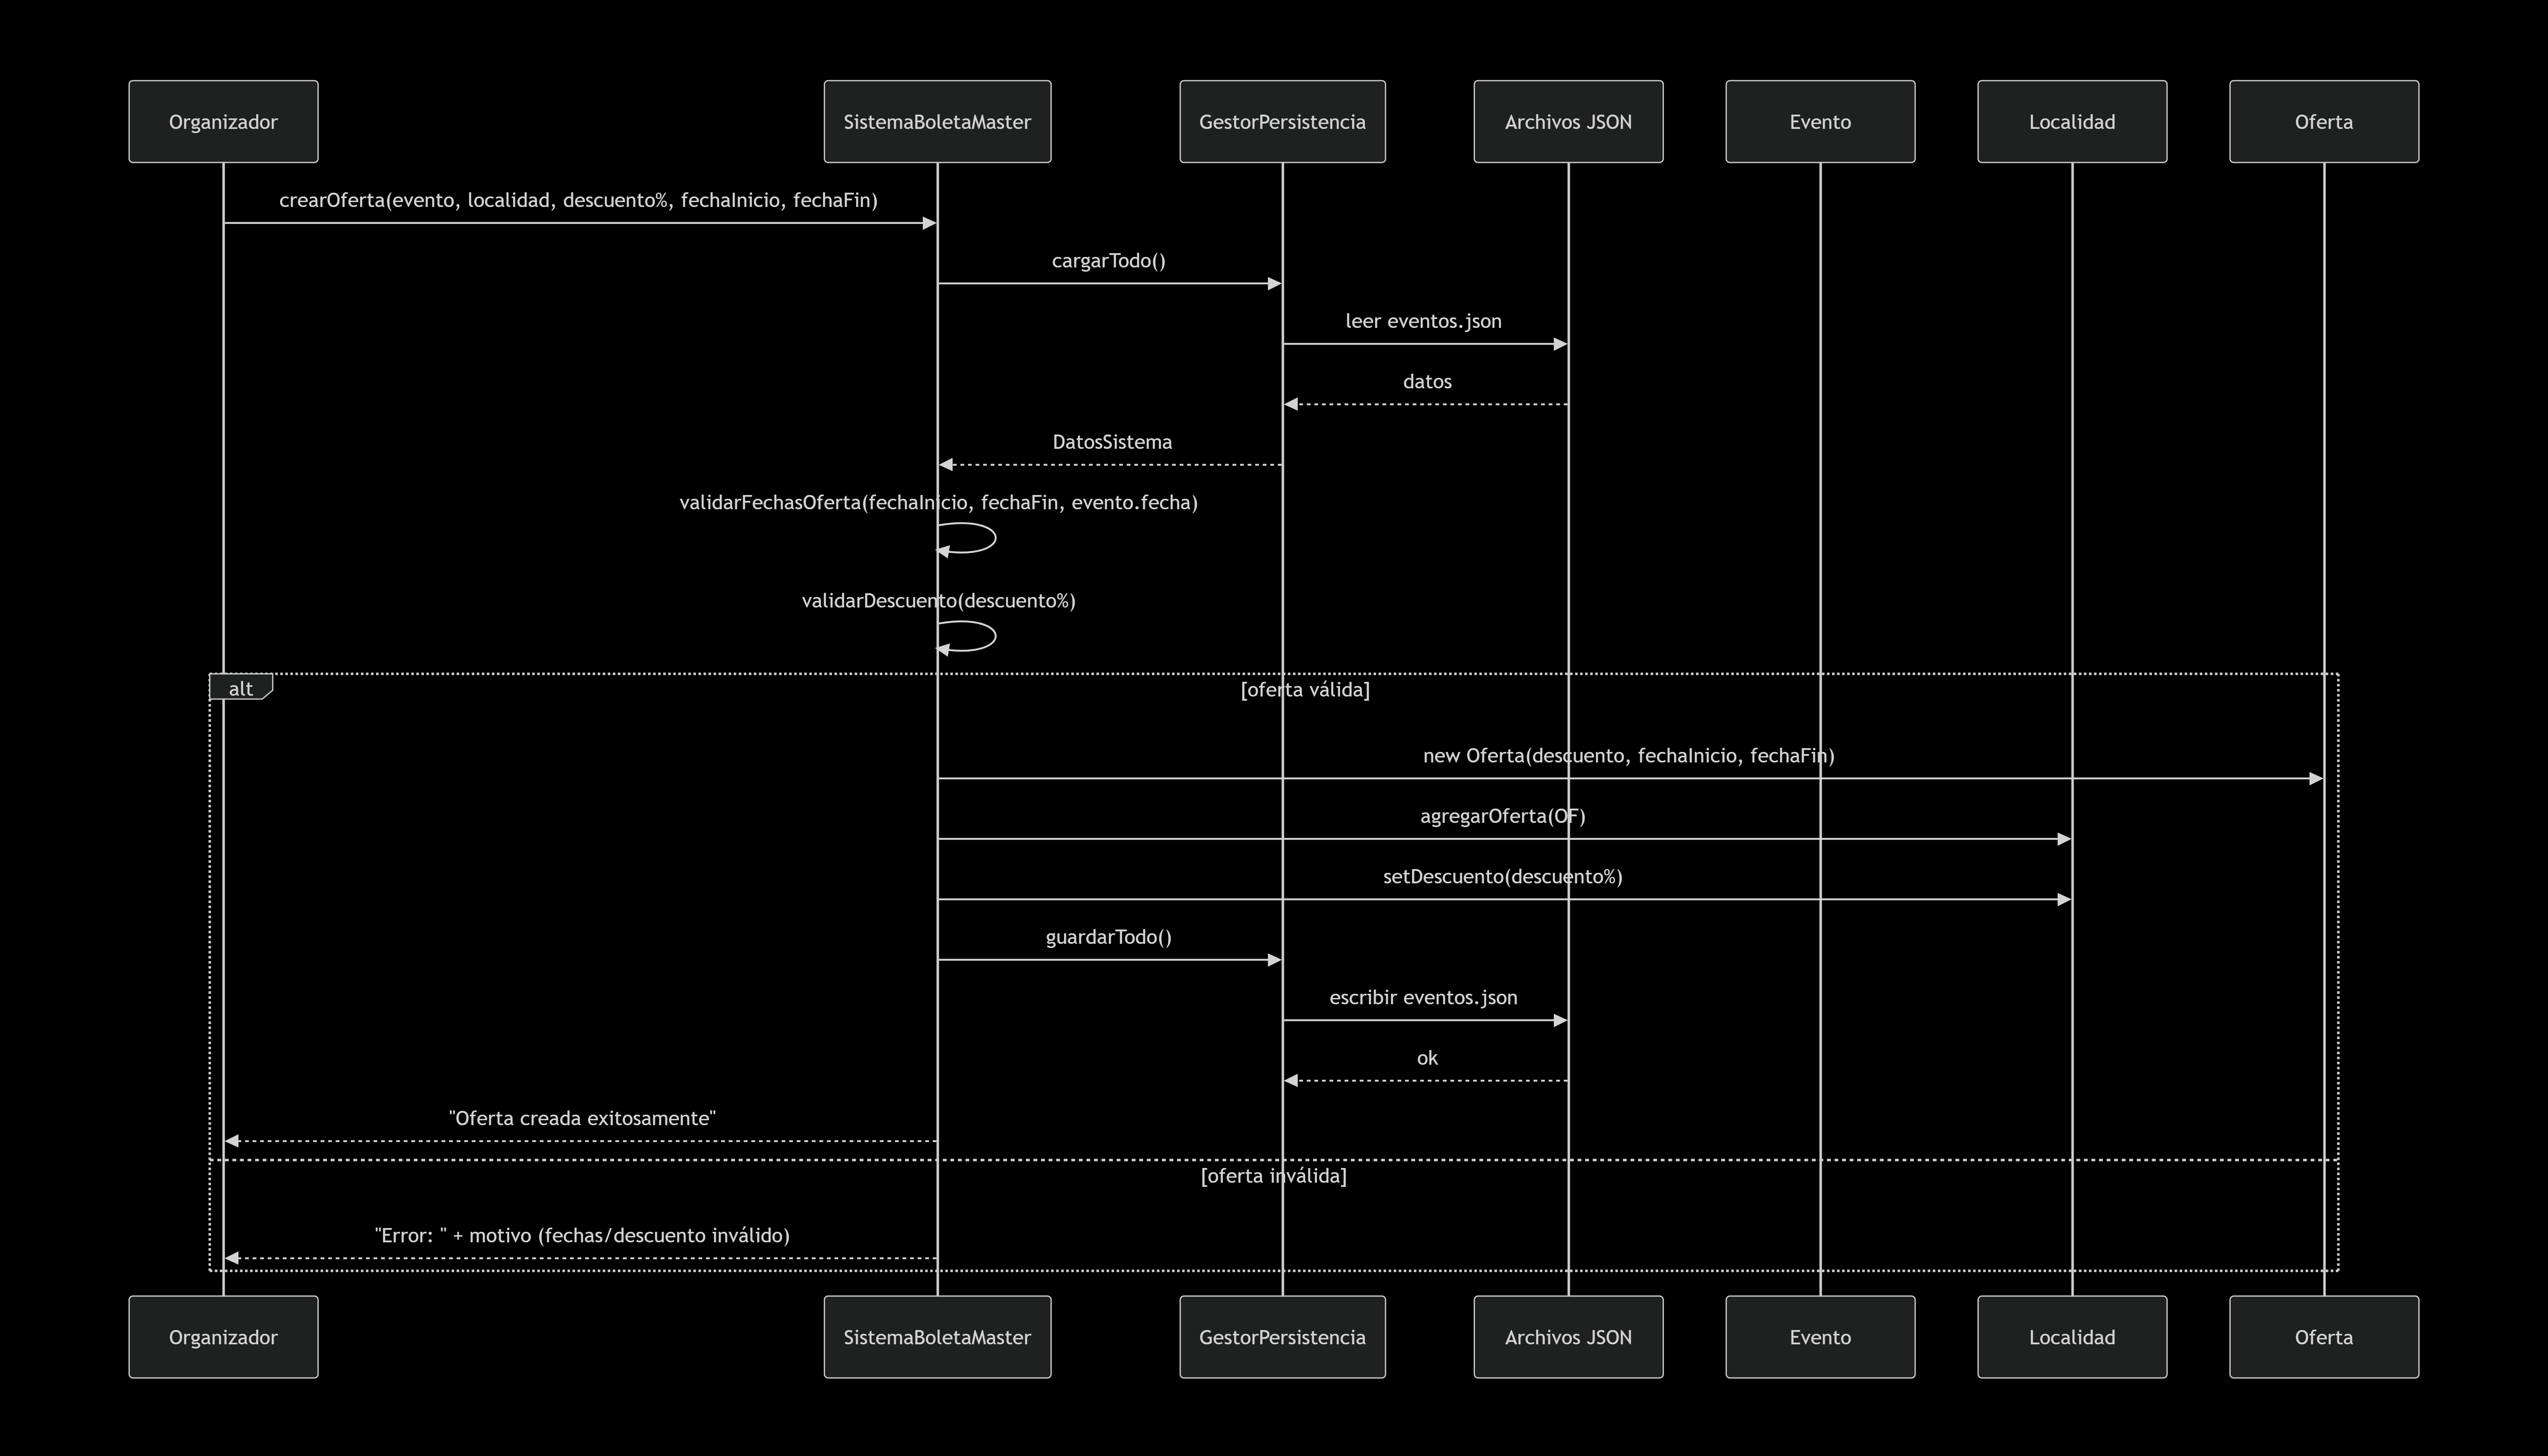 Organizador
SistemaBoletaMaster
GestorPersistencia
Archivos JSON
Evento
Localidad
Oferta
crearOferta(evento, localidad, descuento%, fechaInicio, fechaFin)
cargarTodo()
leer eventos.json
datos
DatosSistema
validarFechasOferta(fechaInicio, fechaFin, evento.fecha)
validarDescuento(descuento%)
alt
[oferta válida]
new Oferta(descuento, fechaInicio, fechaFin)
agregarOferta(OF)
setDescuento(descuento%)
guardarTodo()
escribir eventos.json
ok
"Oferta creada exitosamente"
[oferta inválida]
"Error: " + motivo (fechas/descuento inválido)
Organizador
SistemaBoletaMaster
GestorPersistencia
Archivos JSON
Evento
Localidad
Oferta